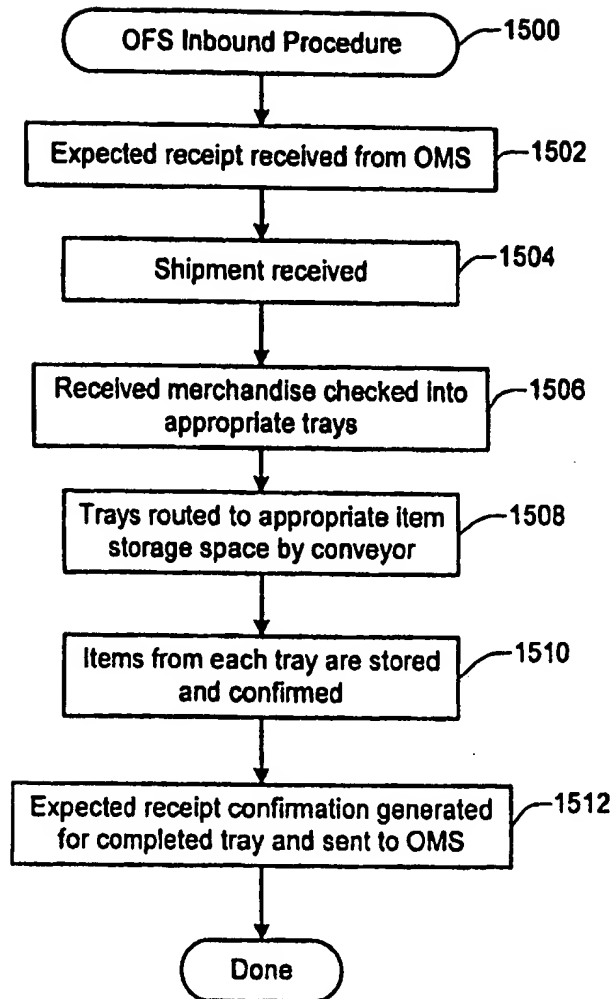 OFS Inbound Procedure
1500
Expected receipt received from OMS
1502
Shipment received
1504
Received merchandise checked into
appropriate trays
1506
Trays routed to appropriate item
storage space by conveyor
1508
Items from each tray are stored
and confirmed
1510
Expected receipt confirmation generated
for completed tray and sent to OMS
1512
Done